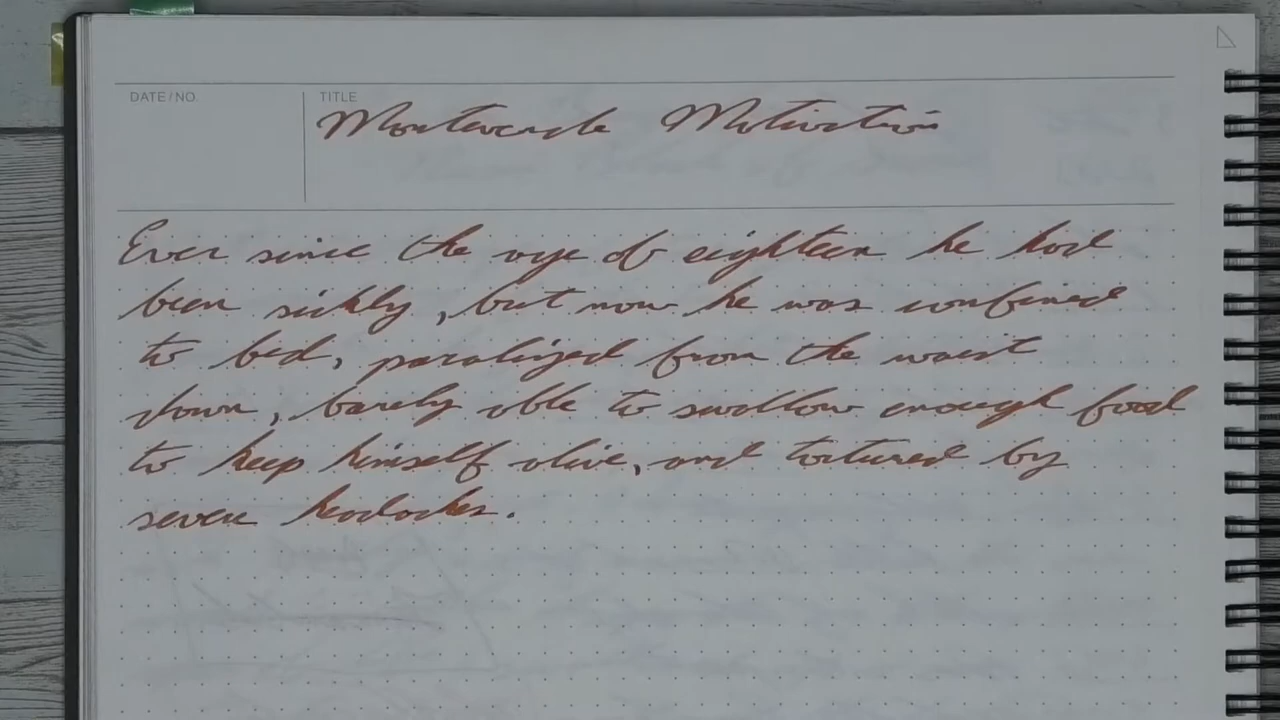 DATE/NO.
TITLE
Monteverde Motivation
Ever since the age of eighteen he had
been sickly, but now he was confined
to bed, paralized from the waist
down, barely able to swallow enough food
to keep himself alive, and tortured by
severe headaches.